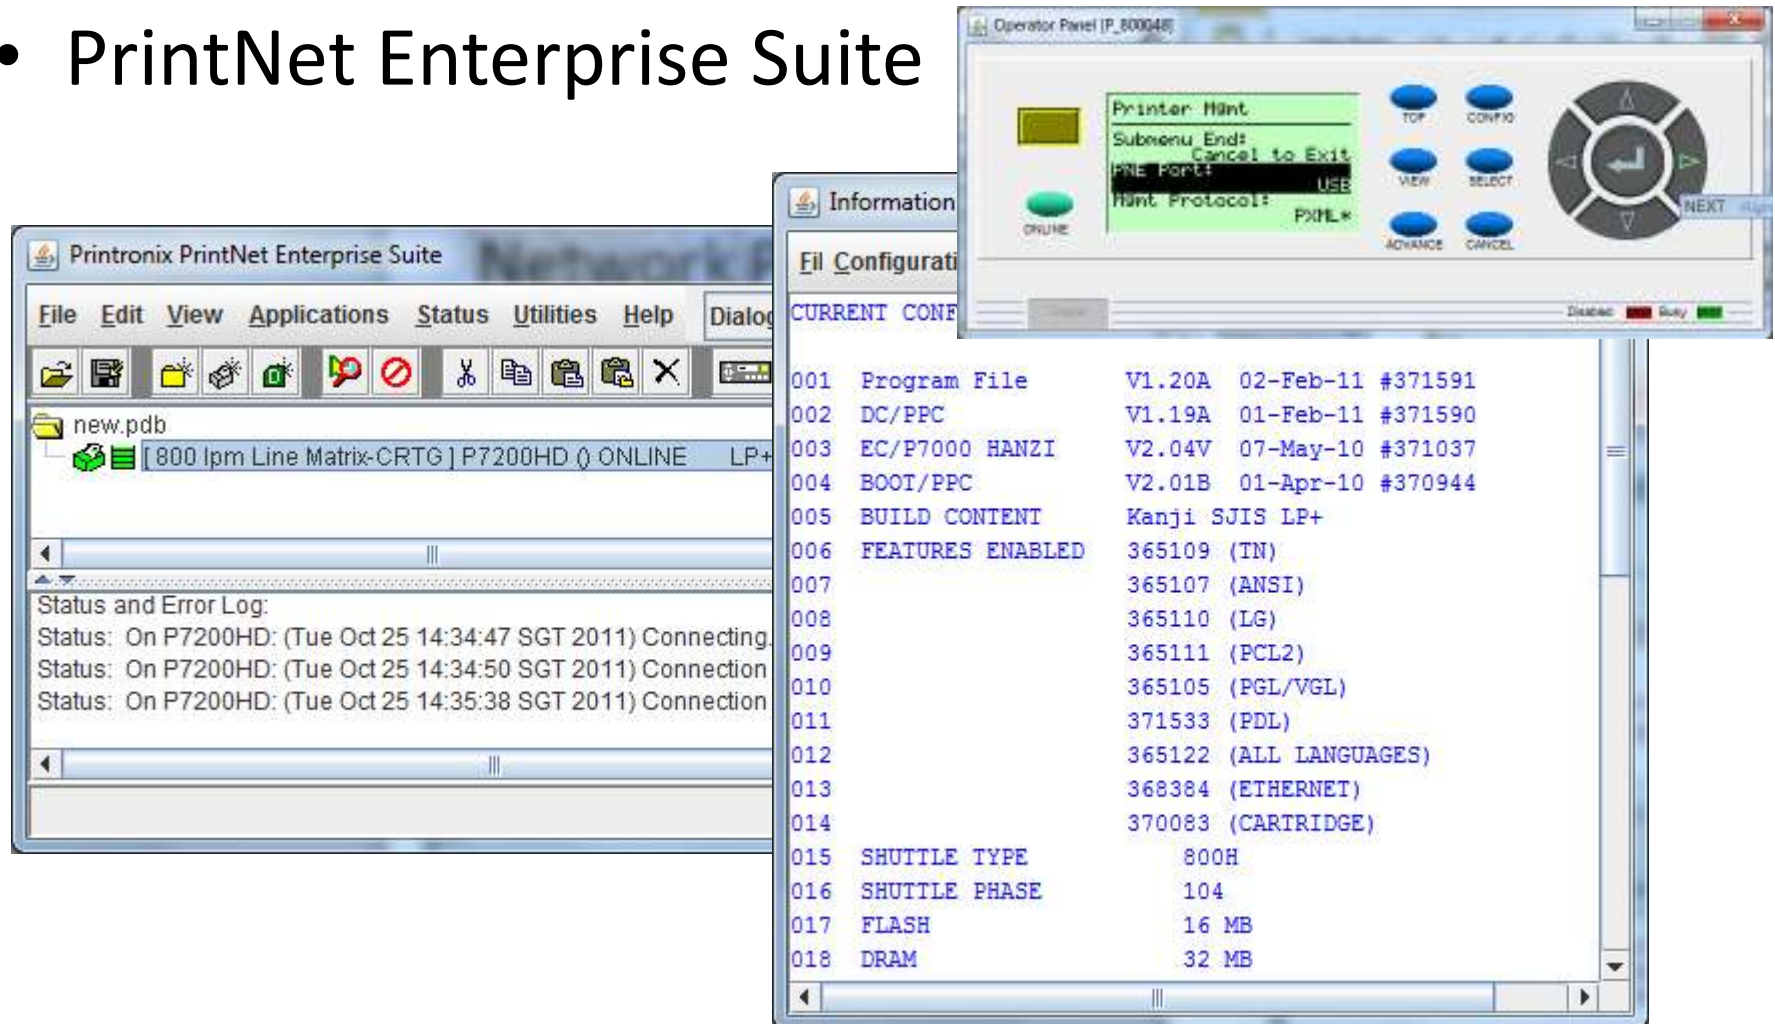 • PrintNet Enterprise Suite
Operator Panel [P_800048]
Printer Mgmt
Submenu End:
Cancel to Exit
PNE Port:
USB
Mgmt Protocol:
PXML*
ONLINE
TOP
CONFIG
VIEW
SELECT
ADVANCE
CANCEL
NEXT
Disabled
Busy
Printronix PrintNet Enterprise Suite
File Edit View Applications Status Utilities Help Dialog
new.pdb
[ 800 lpm Line Matrix-CRTG ] P7200HD () ONLINE LP+
Status and Error Log:
Status: On P7200HD: (Tue Oct 25 14:34:47 SGT 2011) Connecting.
Status: On P7200HD: (Tue Oct 25 14:34:50 SGT 2011) Connection
Status: On P7200HD: (Tue Oct 25 14:35:38 SGT 2011) Connection
Information
Fil Configurati
CURRENT CONF
001 Program File V1.20A 02-Feb-11 #371591
002 DC/PPC V1.19A 01-Feb-11 #371590
003 EC/P7000 HANZI V2.04V 07-May-10 #371037
004 BOOT/PPC V2.01B 01-Apr-10 #370944
005 BUILD CONTENT Kanji SJIS LP+
006 FEATURES ENABLED 365109 (TN)
007 365107 (ANSI)
008 365110 (LG)
009 365111 (PCL2)
010 365105 (PGL/VGL)
011 371533 (PDL)
012 365122 (ALL LANGUAGES)
013 368384 (ETHERNET)
014 370083 (CARTRIDGE)
015 SHUTTLE TYPE 800H
016 SHUTTLE PHASE 104
017 FLASH 16 MB
018 DRAM 32 MB